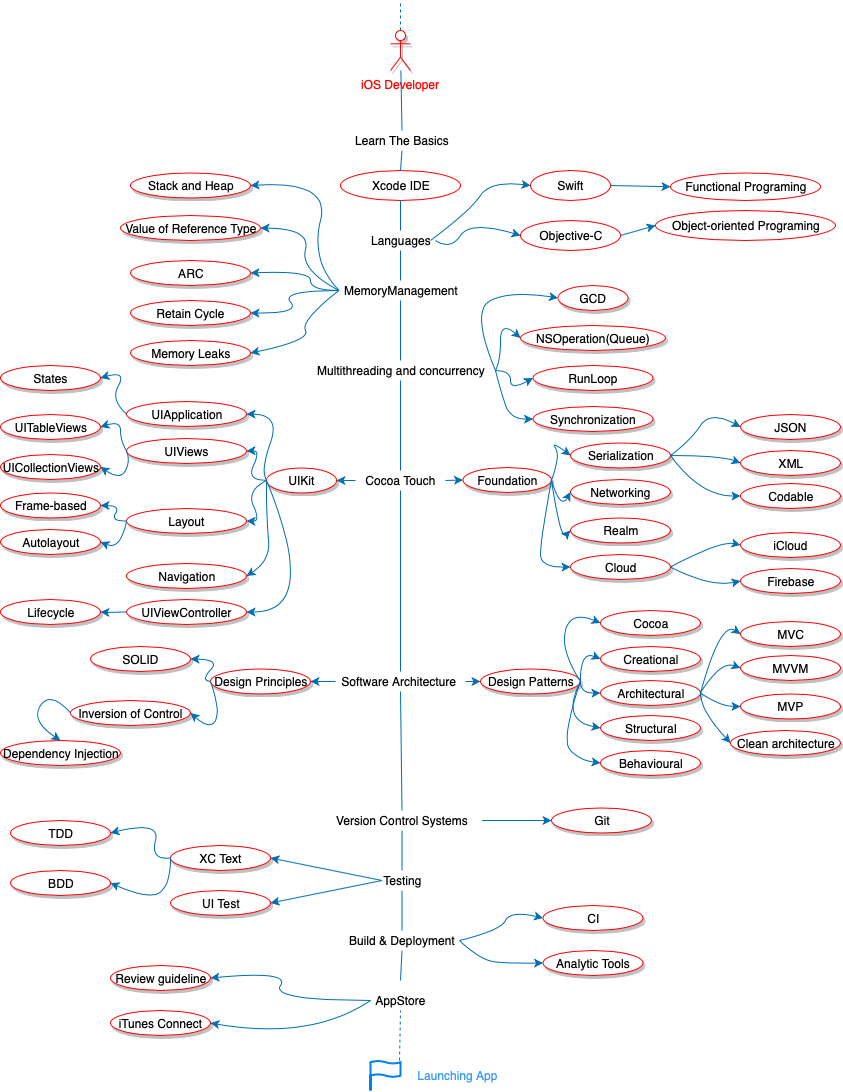 iOS Developer
Learn The Basics
Stack and Heap
Xcode IDE
Swift
Functional Programing
Value of Reference Type
Languages
Objective-C
Object-oriented Programing
ARC
MemoryManagement
GCD
Retain Cycle
NSOperation(Queue)
Memory Leaks
Multithreading and concurrency
RunLoop
States
UIApplication
Synchronization
UITableViews
JSON
UIViews
Serialization
UICollectionViews
XML
UIKit
Cocoa Touch
Foundation
Networking
Codable
Frame-based
Layout
Realm
Autolayout
iCloud
Navigation
Cloud
Firebase
Lifecycle
UIViewController
Cocoa
MVC
SOLID
Creational
MVVM
Design Principles
Software Architecture
Design Patterns
Architectural
MVP
Inversion of Control
Structural
Clean architecture
Dependency Injection
Behavioural
Version Control Systems
Git
TDD
XC Text
BDD
Testing
UI Test
CI
Build & Deployment
Analytic Tools
Review guideline
AppStore
iTunes Connect
Launching App